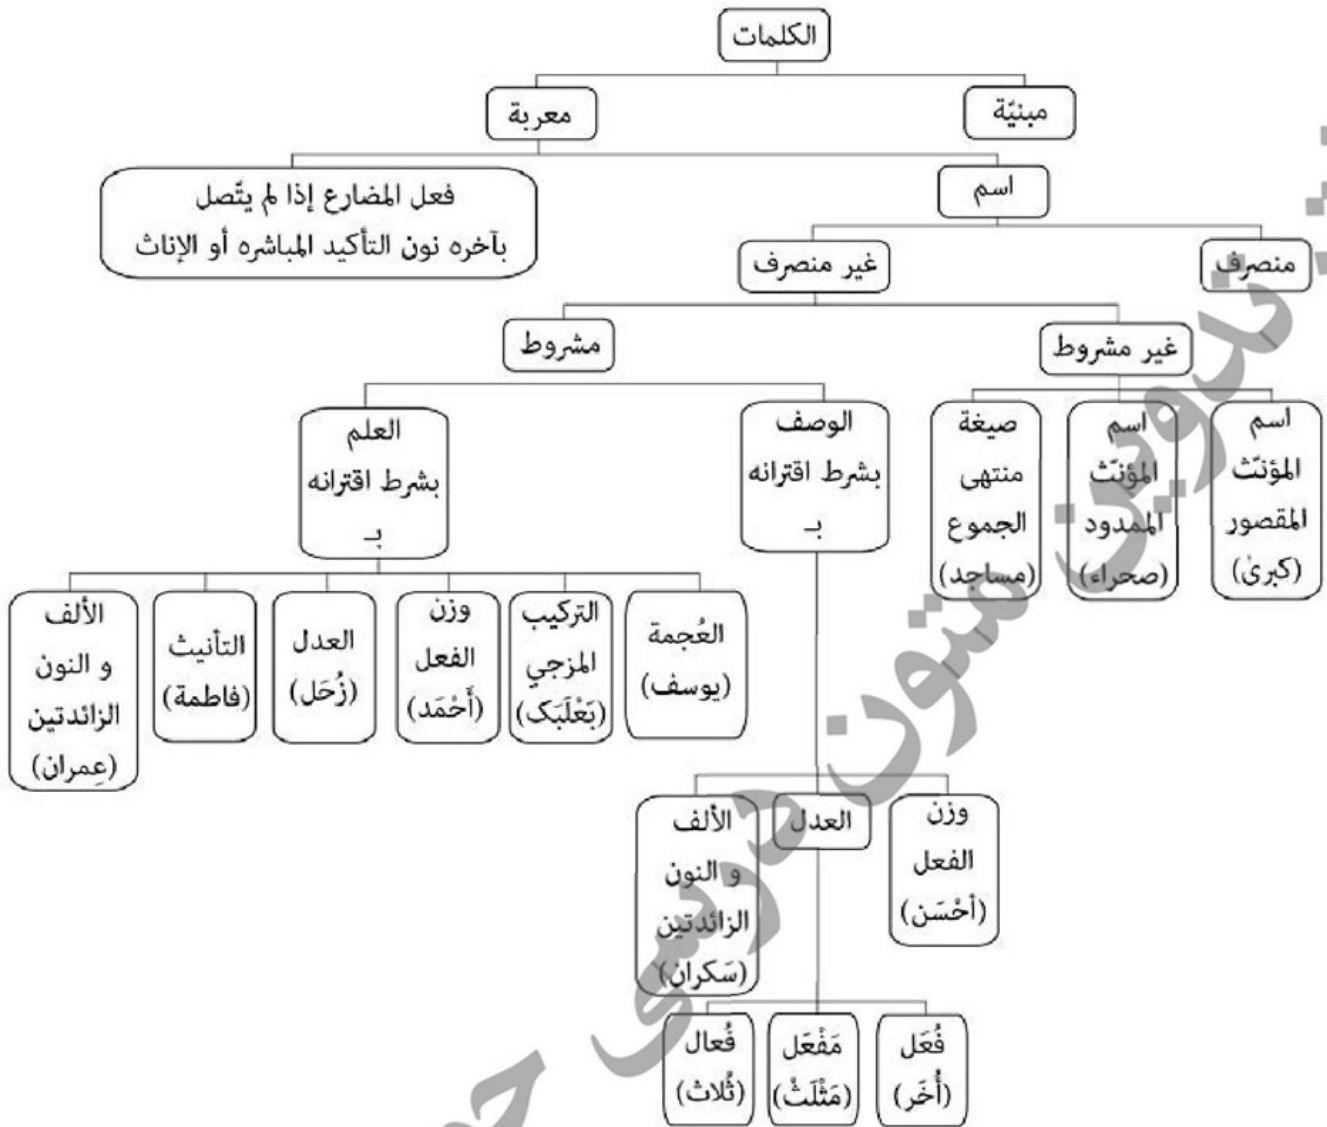 الكلمات
مبنيّة
معربة
اسم
فعل المضارع إذا لم يتّصل
بآخره نون التأكيد المباشره أو الإناث
منصرف
غير منصرف
غير مشروط
مشروط
اسم
المؤنّث
المقصور
(كبرىٰ)
اسم
المؤنّث
الممدود
(صحراء)
صيغة
منتهى
الجموع
(مساجد)
الوصف
بشرط اقترانه
بـ
العلم
بشرط اقترانه
بـ
العُجمة
(يوسف)
التركيب
المزجي
(بَعْلَبَک)
وزن
الفعل
(أَحْمَد)
العدل
(زُحَل)
التأنيث
(فاطمة)
الألف
و النون
الزائدتين
(عِمران)
وزن
الفعل
(أحْسَن)
العدل
الألف
و النون
الزائدتين
(سَكران)
فُعَل
(أُخَر)
مَفْعَل
(مَثْلَثْ)
فُعال
(ثُلاث)
تدوین متون درسی